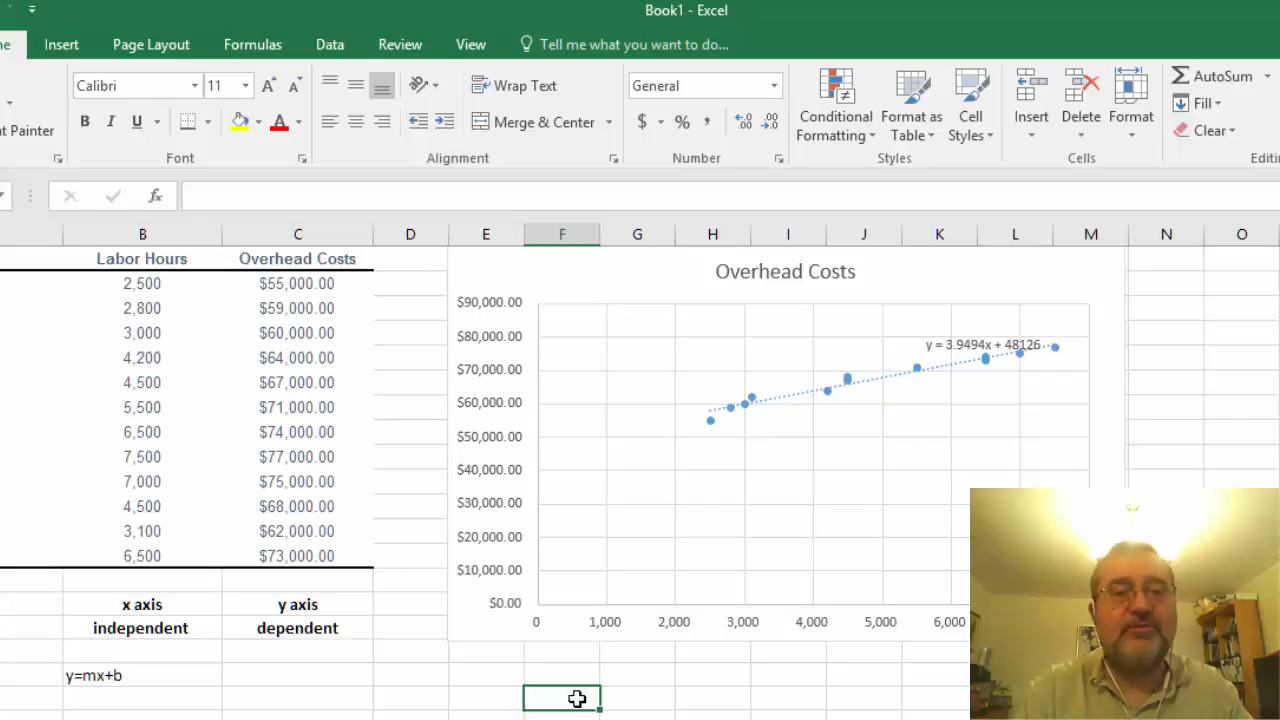 Book1 - Excel
Insert Page Layout Formulas Data Review View Tell me what you want to do...
Calibri 11 A A Wrap Text General Conditional Formatting Format as Table Cell Styles Insert Delete Format AutoSum
t Painter B I U A Merge & Center $ % , Fill
Clear
Font Alignment Number Styles Cells
fx
B C D E F G H I J K L M N O
Labor Hours Overhead Costs
2,500 $55,000.00
2,800 $59,000.00
3,000 $60,000.00
4,200 $64,000.00
4,500 $67,000.00
5,500 $71,000.00
6,500 $74,000.00
7,500 $77,000.00
7,000 $75,000.00
4,500 $68,000.00
3,100 $62,000.00
6,500 $73,000.00
x axis y axis
independent dependent
y=mx+b
Overhead Costs
$90,000.00
$80,000.00
y = 3.9494x + 48126
$70,000.00
$60,000.00
$50,000.00
$40,000.00
$30,000.00
$20,000.00
$10,000.00
$0.00
0 1,000 2,000 3,000 4,000 5,000 6,000